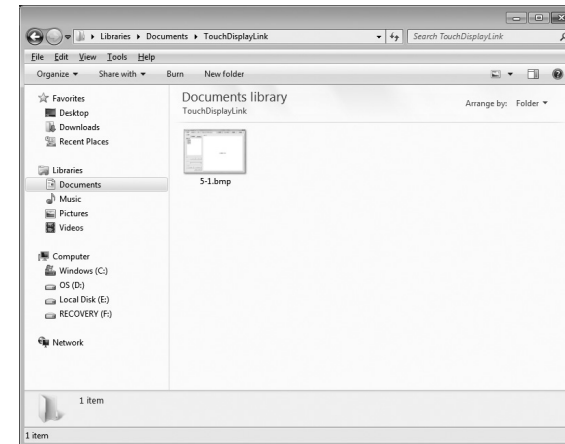 Libraries Documents TouchDisplayLink Search TouchDisplayLink
File Edit View Tools Help
Organize Share with Burn New folder
Favorites
Desktop
Downloads
Recent Places
Libraries
Documents
Music
Pictures
Videos
Computer
Windows (C:)
OS (D:)
Local Disk (E:)
RECOVERY (F:)
Network
Documents library
TouchDisplayLink
Arrange by: Folder
5-1.bmp
1 item
1 item